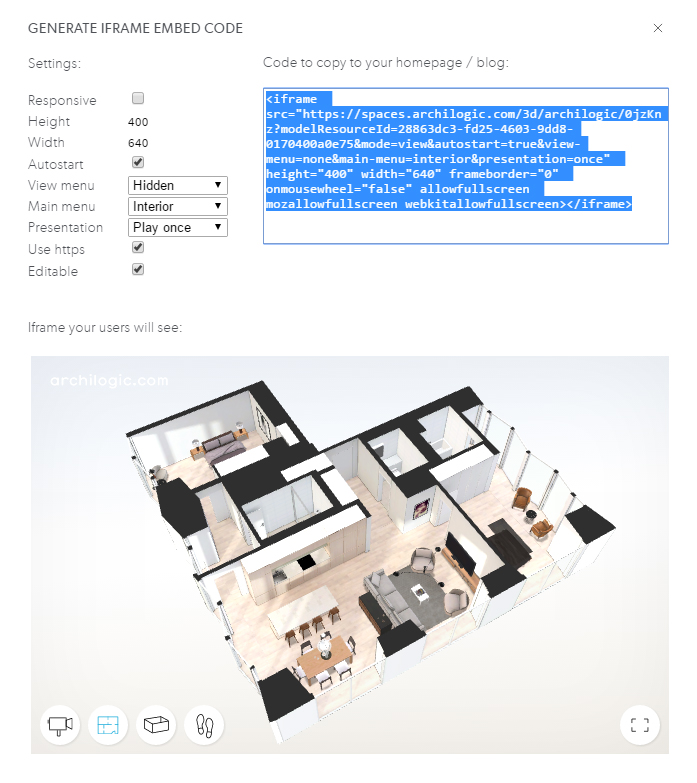 GENERATE IFRAME EMBED CODE
Settings:
Responsive
Height 400
Width 640
Autostart
View menu Hidden
Main menu Interior
Presentation Play once
Use https
Editable
Code to copy to your homepage / blog:
<iframe
src="https://spaces.archilogic.com/3d/archilogic/0jzKn
z?modelResourceId=28863dc3-fd25-4603-9dd8-
0170400a0e75&mode=view&autostart=true&view-
menu=none&main-menu=interior&presentation=once"
height="400" width="640" frameborder="0"
onmousewheel="false" allowfullscreen
mozallowfullscreen webkitallowfullscreen></iframe>
Iframe your users will see:
archilogic.com